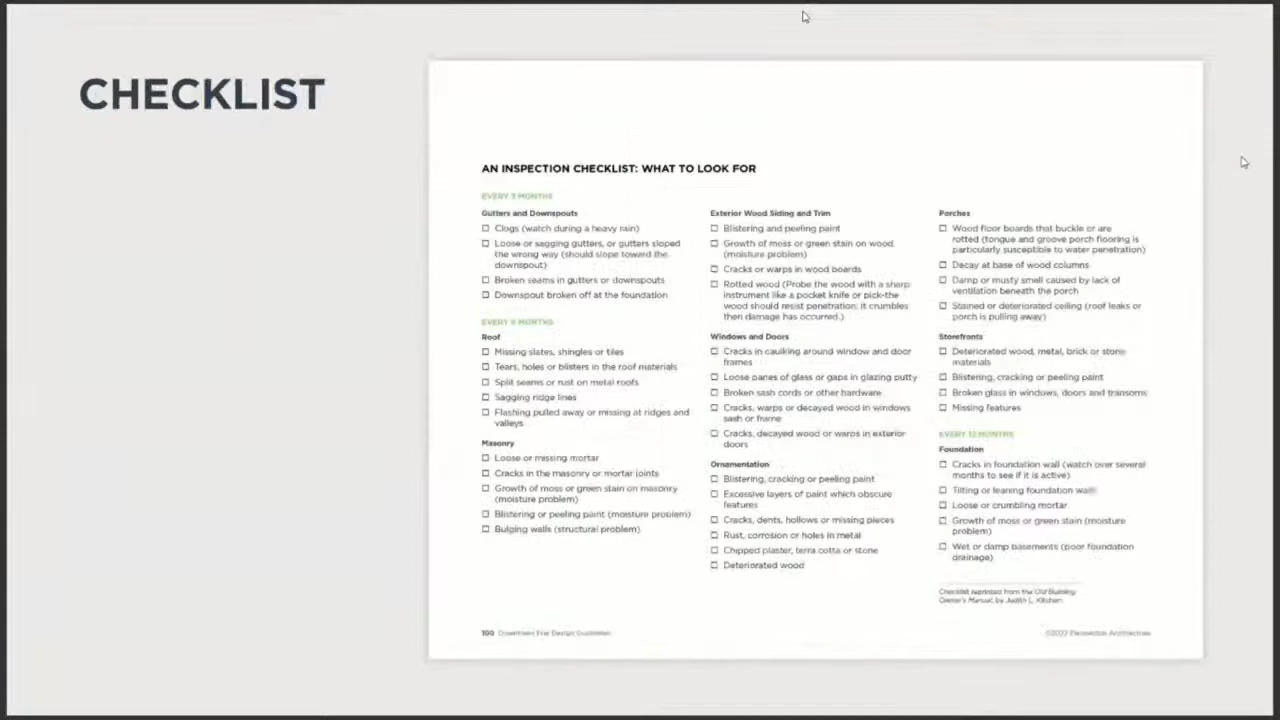 CHECKLIST
AN INSPECTION CHECKLIST: WHAT TO LOOK FOR
EVERY 3 MONTHS
Gutters and Downspouts
Clogs (watch during a heavy rain)
Loose or sagging gutters, or gutters sloped
the wrong way (should slope toward the
downspout)
Broken seams in gutters or downspouts
Downspout broken off at the foundation
EVERY 6 MONTHS
Roof
Missing slates, shingles or tiles
Tears, holes or blisters in the roof materials
Split seams or rust on metal roofs
Sagging ridge lines
Flashing pulled away or missing at ridges and
valleys
Masonry
Loose or missing mortar
Cracks in the masonry or mortar joints
Growth of moss or green stain on masonry
(moisture problem)
Blistering or peeling paint (moisture problem)
Bulging walls (structural problem)
Exterior Wood Siding and Trim
Blistering and peeling paint
Growth of moss or green stain on wood
(moisture problem)
Cracks or warps in wood boards
Rotted wood (Probe the wood with a sharp
instrument like a pocket knife or pick-the
wood should resist penetration; it crumbles
then damage has occurred.)
Windows and Doors
Cracks in caulking around window and door
frames
Loose panes of glass or gaps in glazing putty
Broken sash cords or other hardware
Cracks, warps or decayed wood in windows
sash or frame
Cracks, decayed wood or warps in exterior
doors
Ornamentation
Blistering, cracking or peeling paint
Excessive layers of paint which obscure
features
Cracks, dents, hollows or missing pieces
Rust, corrosion or holes in metal
Chipped plaster, terra cotta or stone
Deteriorated wood
Porches
Wood floor boards that buckle or are
rotted (tongue and groove porch flooring is
particularly susceptible to water penetration)
Decay at base of wood columns
Damp or musty smell caused by lack of
ventilation beneath the porch
Stained or deteriorated ceiling (roof leaks or
porch is pulling away)
Storefronts
Deteriorated wood, metal, brick or stone
materials
Blistering, cracking or peeling paint
Broken glass in windows, doors and transoms
Missing features
EVERY 12 MONTHS
Foundation
Cracks in foundation wall (watch over several
months to see if it is active)
Tilting or leaning foundation walls
Loose or crumbling mortar
Growth of moss or green stain (moisture
problem)
Wet or damp basements (poor foundation
drainage)
Checklist reprinted from the Old Building
Owner's Manual, by Judith L. Kitchen
100 Downtown Erie Design Guidelines
Architecture